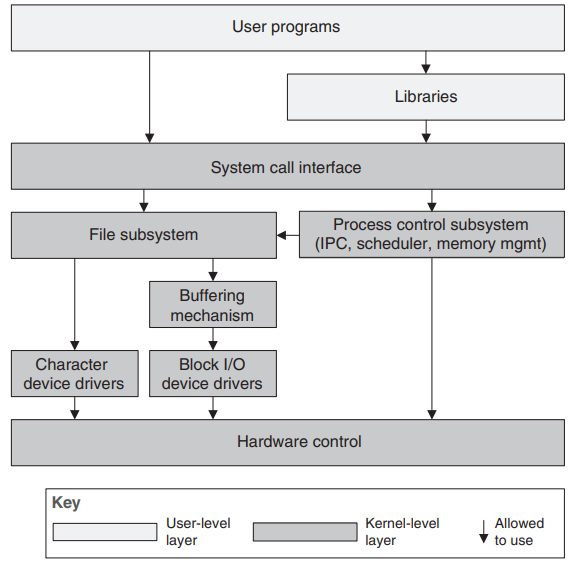 User programs
Libraries
System call interface
File subsystem
Process control subsystem
(IPC, scheduler, memory mgmt)
Buffering
mechanism
Character
device drivers
Block I/O
device drivers
Hardware control
Key
User-level
layer
Kernel-level
layer
Allowed
to use